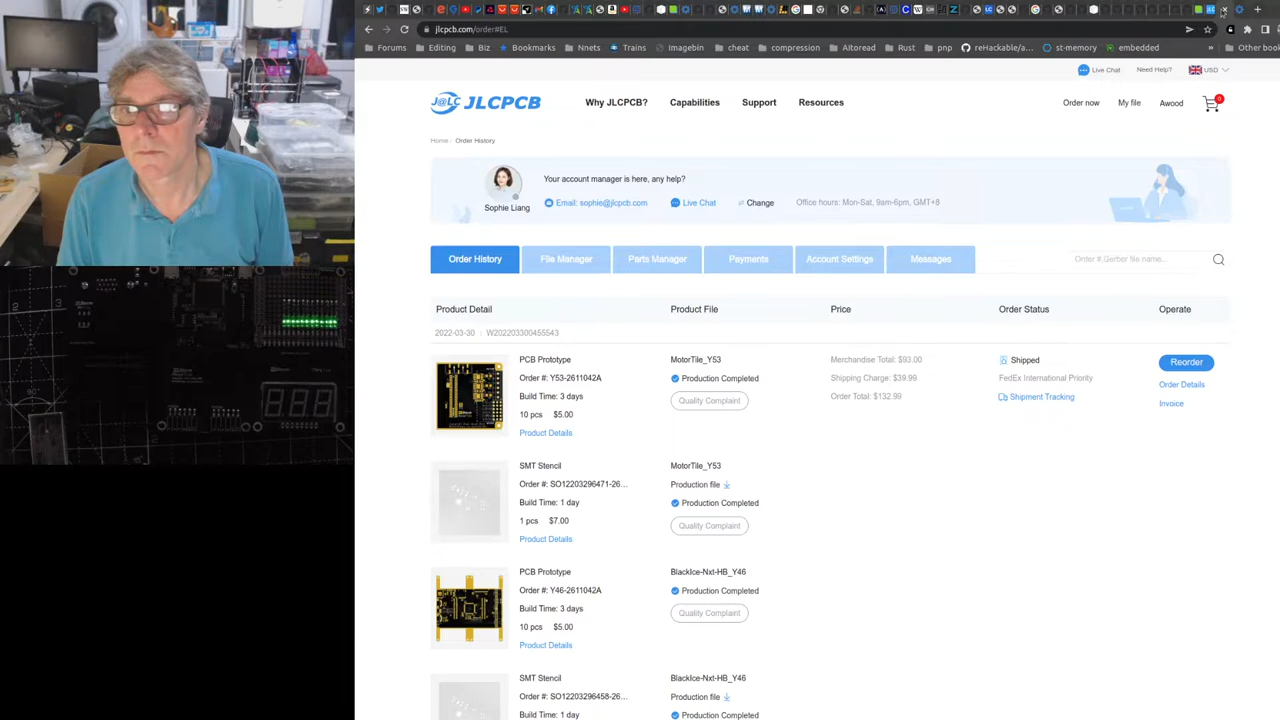 jlcpcb.com/order#EL
Forums Editing Biz Bookmarks Nnets Trains Imagebin cheat compression AItoread Rust pnp reHackable/a... st-memory embedded » Other book
Live Chat Need Help? USD
J@LC JLCPCB Why JLCPCB? Capabilities Support Resources Order now My file Awood 0
Home Order History
Your account manager is here, any help?
Sophie Liang Email: sophie@jlcpcb.com Live Chat Change Office hours: Mon-Sat, 9am-6pm, GMT+8
Order History File Manager Parts Manager Payments Account Settings Messages Order #,Gerber file name...
Product Detail Product File Price Order Status Operate
2022-03-30 W202203300455543
PCB Prototype MotorTile_Y53 Merchandise Total: $93.00 Shipped Reorder
Order #: Y53-2611042A Production Completed Shipping Charge: $39.99 FedEx International Priority Order Details
Build Time: 3 days Quality Complaint Order Total: $132.99 Shipment Tracking Invoice
10 pcs $5.00
Product Details
SMT Stencil MotorTile_Y53
Order #: SO12203296471-26... Production file
Build Time: 1 day Production Completed
1 pcs $7.00 Quality Complaint
Product Details
PCB Prototype BlackIce-Nxt-HB_Y46
Order #: Y46-2611042A Production Completed
Build Time: 3 days Quality Complaint
10 pcs $5.00
Product Details
SMT Stencil BlackIce-Nxt-HB_Y46
Order #: SO12203296458-26... Production file
Build Time: 1 day Production Completed